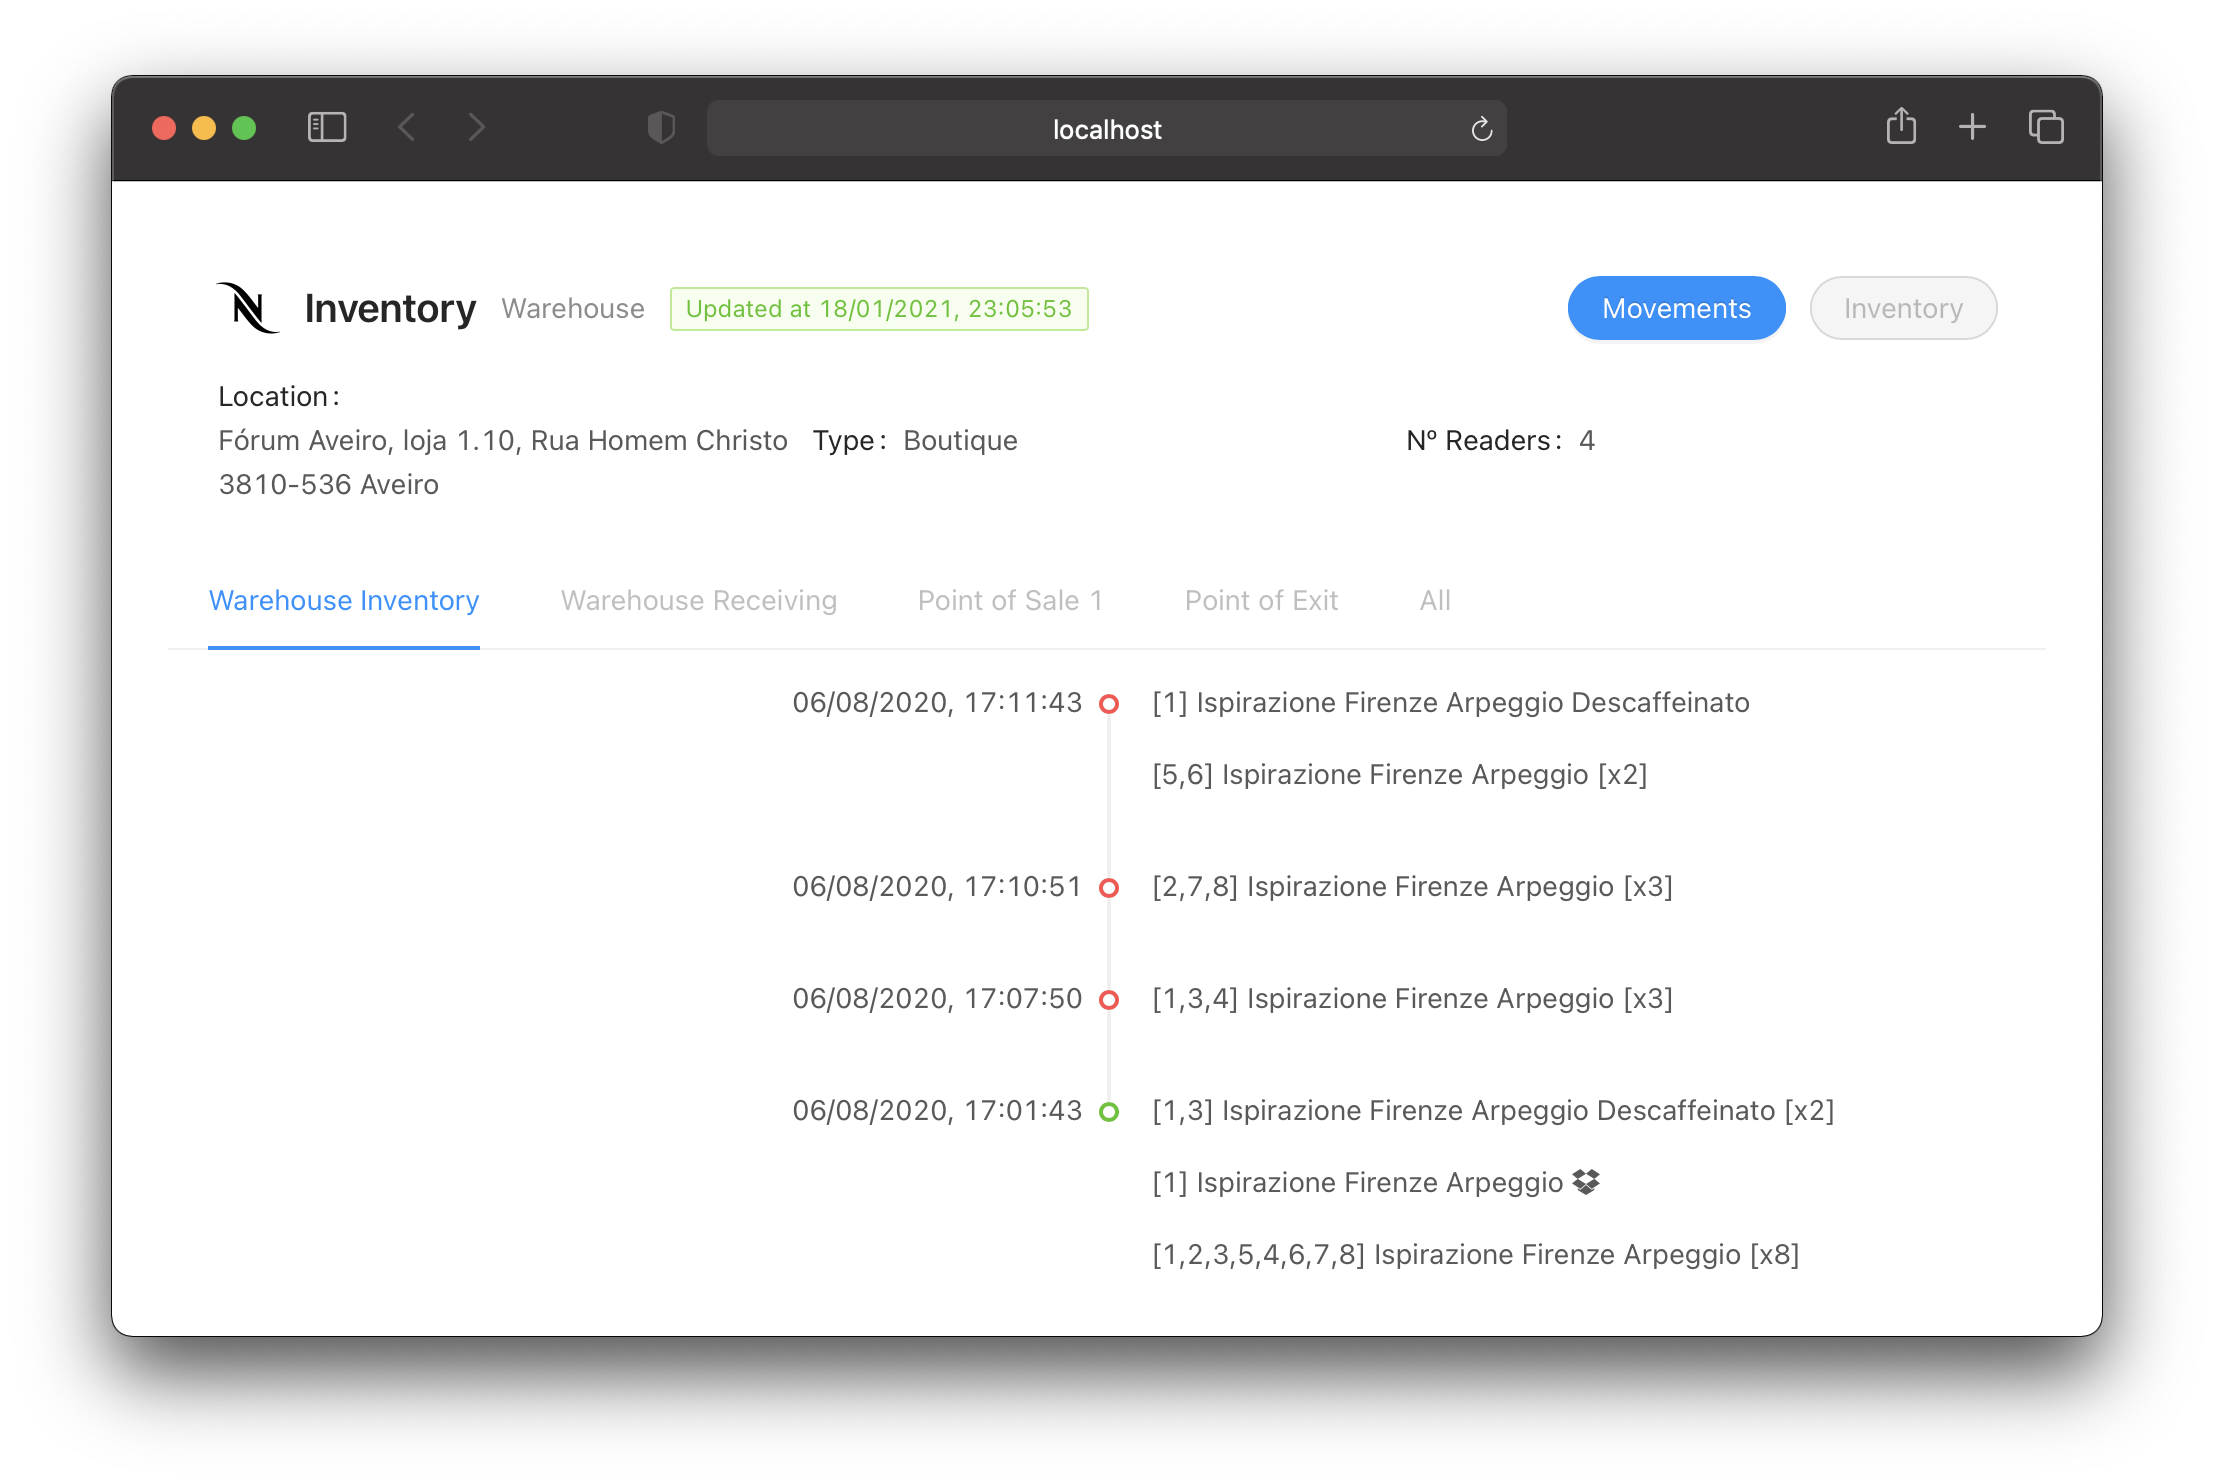 localhost
Inventory Warehouse Updated at 18/01/2021, 23:05:53 Movements Inventory
Location:
Fórum Aveiro, loja 1.10, Rua Homem Christo Type: Boutique Nº Readers: 4
3810-536 Aveiro
Warehouse Inventory Warehouse Receiving Point of Sale 1 Point of Exit All
06/08/2020, 17:11:43 [1] Ispirazione Firenze Arpeggio Descaffeinato
[5,6] Ispirazione Firenze Arpeggio [x2]
06/08/2020, 17:10:51 [2,7,8] Ispirazione Firenze Arpeggio [x3]
06/08/2020, 17:07:50 [1,3,4] Ispirazione Firenze Arpeggio [x3]
06/08/2020, 17:01:43 [1,3] Ispirazione Firenze Arpeggio Descaffeinato [x2]
[1] Ispirazione Firenze Arpeggio
[1,2,3,5,4,6,7,8] Ispirazione Firenze Arpeggio [x8]